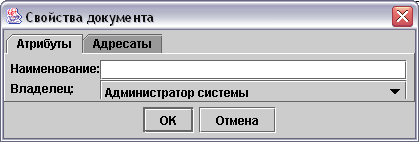 Свойства документа
Атрибуты Адресаты
Наименование:
Владелец: Администратор системы
OK Отмена